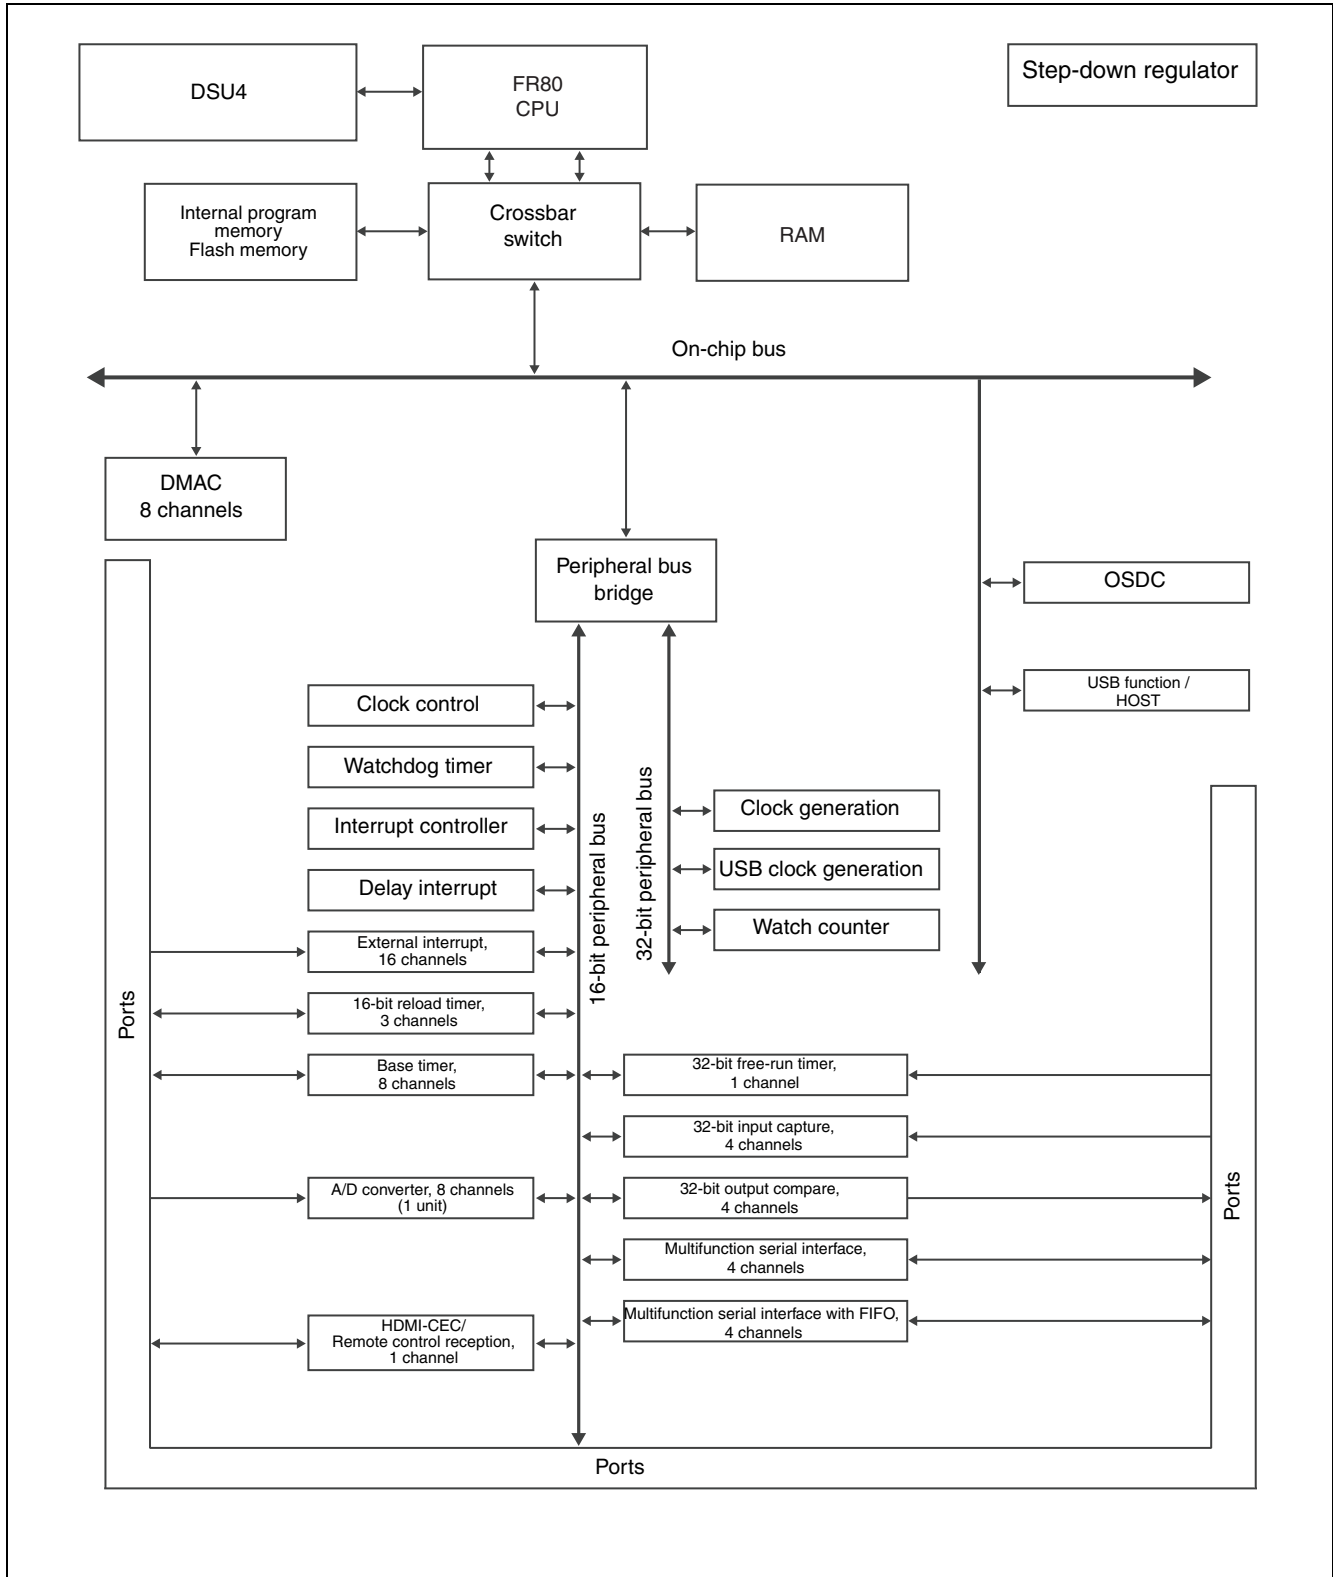 DSU4
FR80
CPU
Step-down regulator
Internal program
memory
Flash memory
Crossbar
switch
RAM
On-chip bus
DMAC
8 channels
Peripheral bus
bridge
OSDC
USB function /
HOST
Clock control
Watchdog timer
Interrupt controller
Delay interrupt
External interrupt,
16 channels
16-bit reload timer,
3 channels
Base timer,
8 channels
A/D converter, 8 channels
(1 unit)
HDMI-CEC/
Remote control reception,
1 channel
16-bit peripheral bus
32-bit peripheral bus
Clock generation
USB clock generation
Watch counter
32-bit free-run timer,
1 channel
32-bit input capture,
4 channels
32-bit output compare,
4 channels
Multifunction serial interface,
4 channels
Multifunction serial interface with FIFO,
4 channels
Ports
Ports
Ports